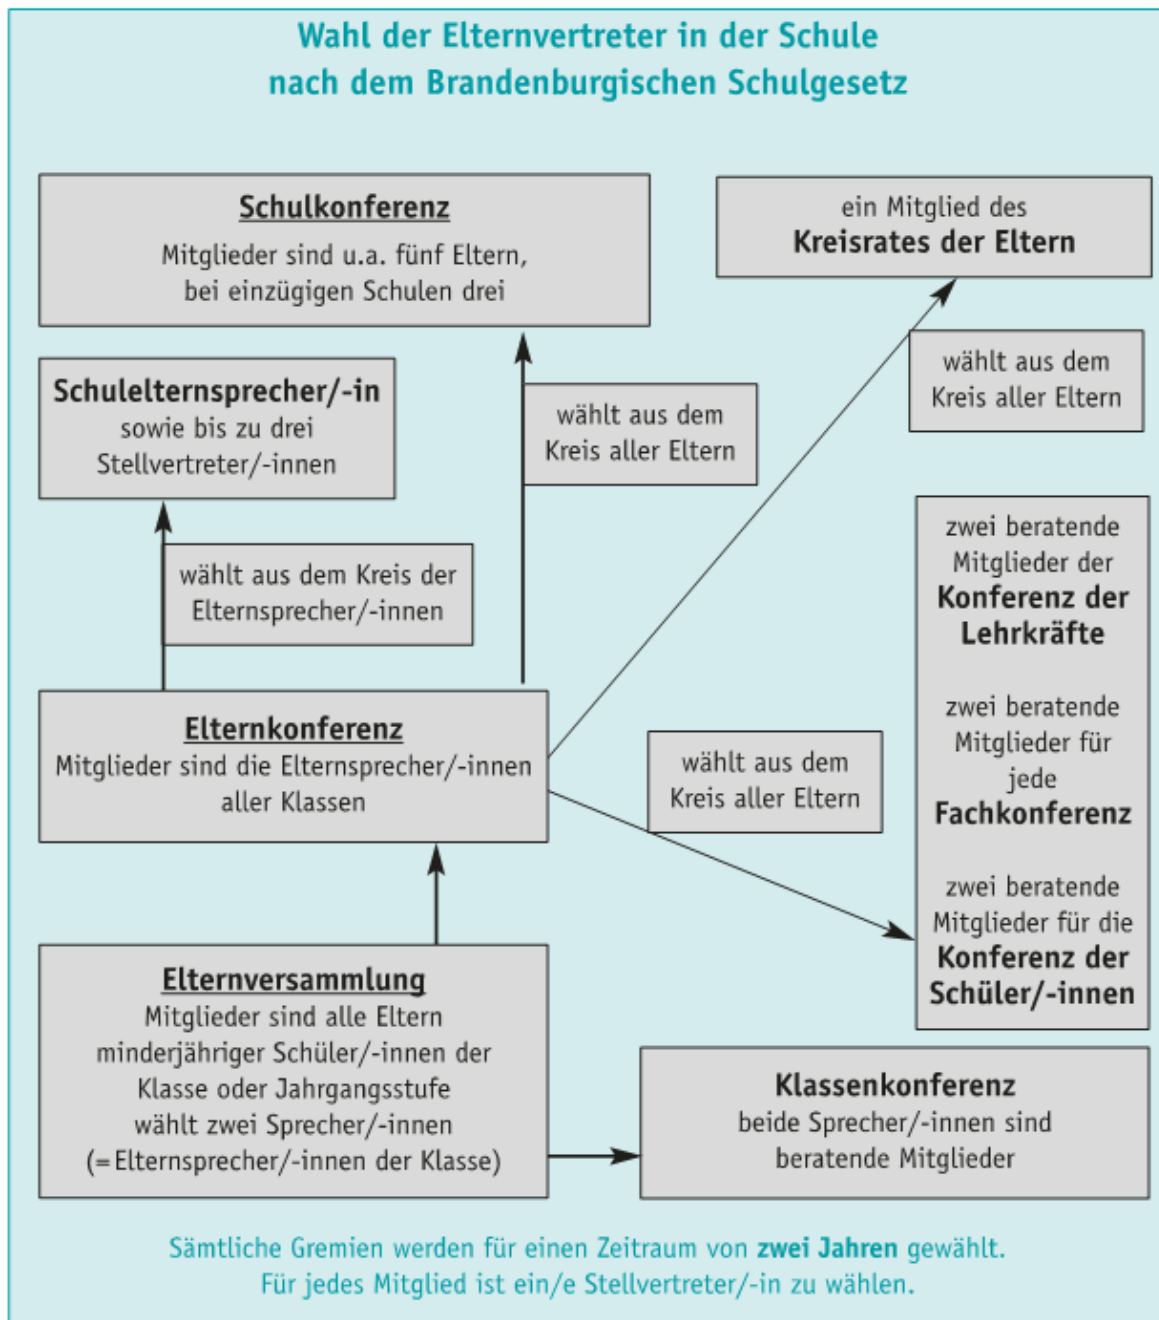 Wahl der Elternvertreter in der Schule
nach dem Brandenburgischen Schulgesetz
Schulkonferenz
Mitglieder sind u.a. fünf Eltern,
bei einzügigen Schulen drei
ein Mitglied des
Kreisrates der Eltern
wählt aus dem
Kreis aller Eltern
Schulelternsprecher/-in
sowie bis zu drei
Stellvertreter/-innen
wählt aus dem
Kreis aller Eltern
wählt aus dem Kreis der
Elternsprecher/-innen
zwei beratende
Mitglieder der
Konferenz der
Lehrkräfte
zwei beratende
Mitglieder für
jede
Fachkonferenz
zwei beratende
Mitglieder für die
Konferenz der
Schüler/-innen
Elternkonferenz
Mitglieder sind die Elternsprecher/-innen
aller Klassen
wählt aus dem
Kreis aller Eltern
Elternversammlung
Mitglieder sind alle Eltern
minderjähriger Schüler/-innen der
Klasse oder Jahrgangsstufe
wählt zwei Sprecher/-innen
(=Elternsprecher/-innen der Klasse)
Klassenkonferenz
beide Sprecher/-innen sind
beratende Mitglieder
Sämtliche Gremien werden für einen Zeitraum von zwei Jahren gewählt.
Für jedes Mitglied ist ein/e Stellvertreter/-in zu wählen.